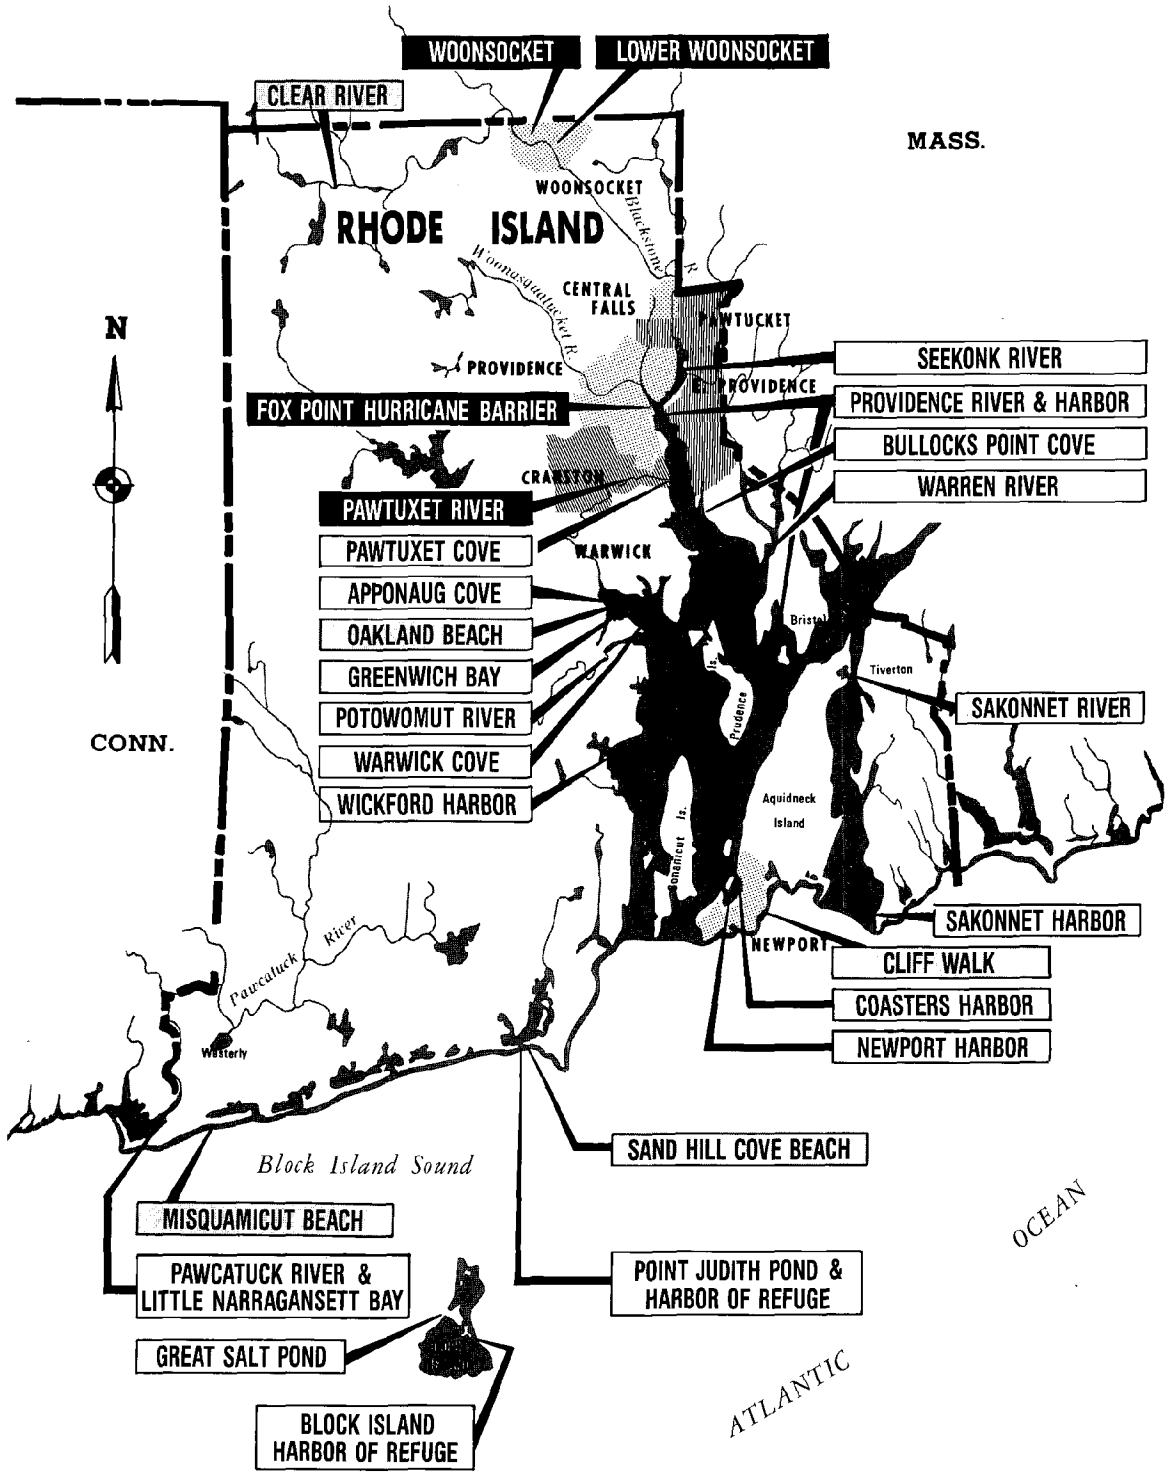 WOONSOCKET
LOWER WOONSOCKET
CLEAR RIVER
MASS.
WOONSOCKET
RHODE ISLAND
Blackstone R.
Woonasquatucket R.
CENTRAL
FALLS
PAWTUCKET
N
PROVIDENCE
E. PROVIDENCE
SEEKONK RIVER
FOX POINT HURRICANE BARRIER
PROVIDENCE RIVER & HARBOR
BULLOCKS POINT COVE
CRANSTON
WARREN RIVER
PAWTUXET RIVER
PAWTUXET COVE
WARWICK
APPONAUG COVE
OAKLAND BEACH
Bristol
GREENWICH BAY
Tiverton
POTOWOMUT RIVER
Prudence Is.
SAKONNET RIVER
CONN.
WARWICK COVE
WICKFORD HARBOR
Aquidneck
Island
Conanicut Is.
SAKONNET HARBOR
NEWPORT
CLIFF WALK
Pawcatuck River
COASTERS HARBOR
NEWPORT HARBOR
Westerly
SAND HILL COVE BEACH
Block Island Sound
MISQUAMICUT BEACH
OCEAN
PAWCATUCK RIVER &
LITTLE NARRAGANSETT BAY
POINT JUDITH POND &
HARBOR OF REFUGE
GREAT SALT POND
ATLANTIC
BLOCK ISLAND
HARBOR OF REFUGE